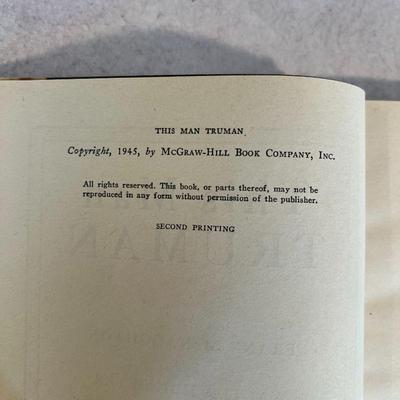 THIS MAN TRUMAN
Copyright, 1945, by McGraw-Hill Book Company, Inc.
All rights reserved. This book, or parts thereof, may not be
reproduced in any form without permission of the publisher.
SECOND PRINTING
TRUMAN